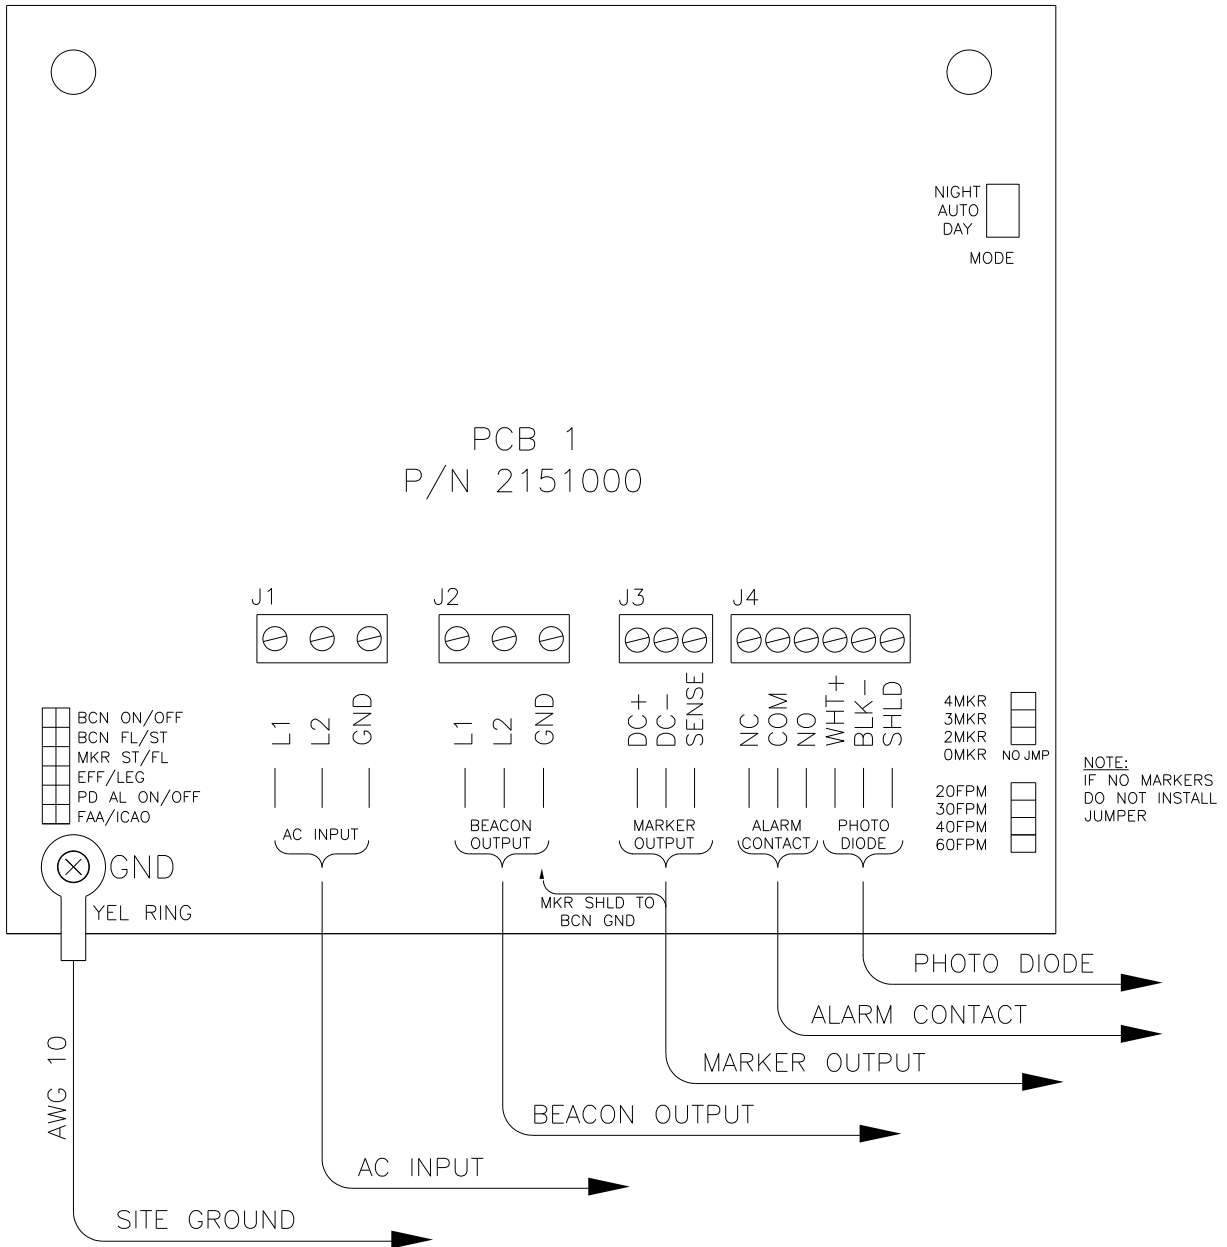 NIGHT
AUTO
DAY
MODE
PCB 1
P/N 2151000
J1
J2
J3
J4
L1
L2
GND
L1
L2
GND
DC+
DC-
SENSE
NC
COM
NO
WHT+
BLK-
SHLD
BCN ON/OFF
BCN FL/ST
MKR ST/FL
EFF/LEG
PD AL ON/OFF
FAA/ICAO
4MKR
3MKR
2MKR
0MKR NO JMP
20FPM
30FPM
40FPM
60FPM
NOTE:
IF NO MARKERS
DO NOT INSTALL
JUMPER
AC INPUT
BEACON
OUTPUT
MARKER
OUTPUT
ALARM
CONTACT
PHOTO
DIODE
GND
YEL RING
MKR SHLD TO
BCN GND
PHOTO DIODE
ALARM CONTACT
MARKER OUTPUT
BEACON OUTPUT
AC INPUT
AWG 10
SITE GROUND